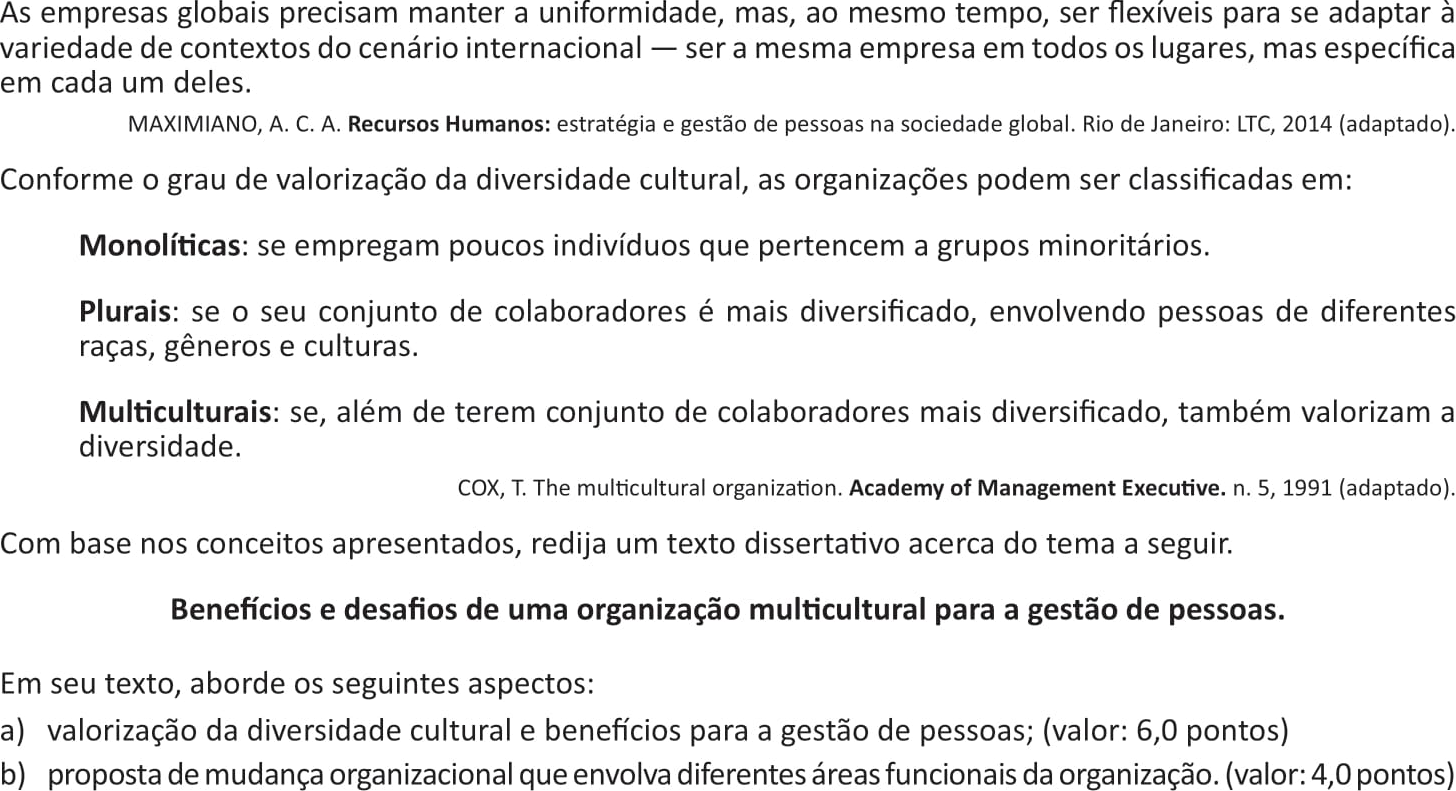 As empresas globais precisam manter a uniformidade, mas, ao mesmo tempo, ser flexíveis para se adaptar à
variedade de contextos do cenário internacional — ser a mesma empresa em todos os lugares, mas específica
em cada um deles.
MAXIMIANO, A. C. A. Recursos Humanos: estratégia e gestão de pessoas na sociedade global. Rio de Janeiro: LTC, 2014 (adaptado).
Conforme o grau de valorização da diversidade cultural, as organizações podem ser classificadas em:
Monolíticas: se empregam poucos indivíduos que pertencem a grupos minoritários.
Plurais: se o seu conjunto de colaboradores é mais diversificado, envolvendo pessoas de diferentes
raças, gêneros e culturas.
Multiculturais: se, além de terem conjunto de colaboradores mais diversificado, também valorizam a
diversidade.
COX, T. The multicultural organization. Academy of Management Executive. n. 5, 1991 (adaptado).
Com base nos conceitos apresentados, redija um texto dissertativo acerca do tema a seguir.
Benefícios e desafios de uma organização multicultural para a gestão de pessoas.
Em seu texto, aborde os seguintes aspectos:
a) valorização da diversidade cultural e benefícios para a gestão de pessoas; (valor: 6,0 pontos)
b) proposta de mudança organizacional que envolva diferentes áreas funcionais da organização. (valor: 4,0 pontos)